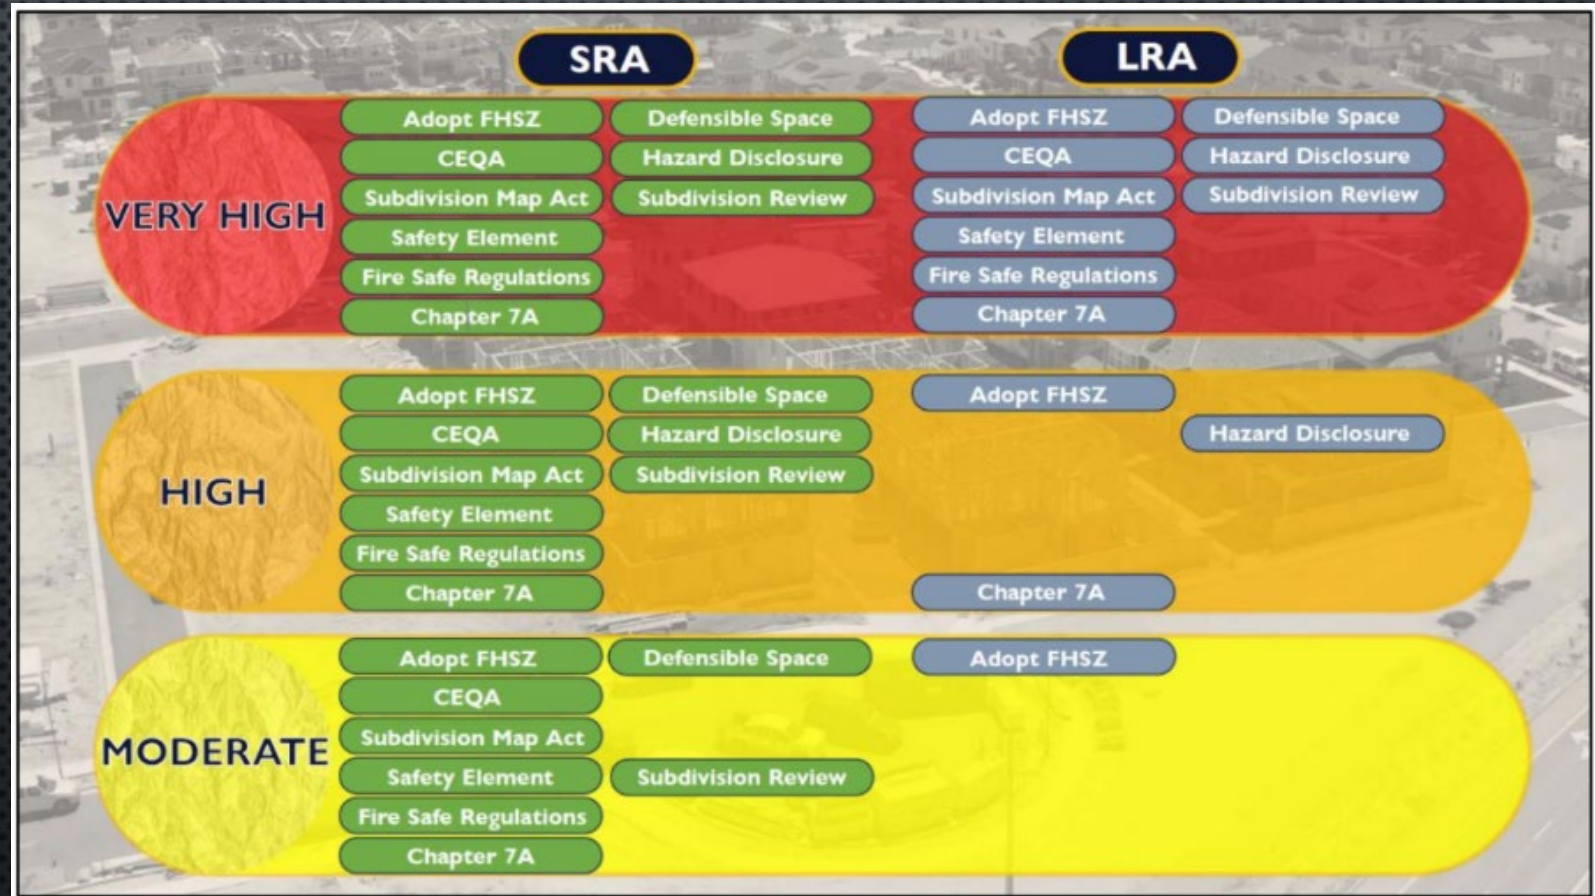 SRA LRA
VERY HIGH
Adopt FHSZ Defensible Space Adopt FHSZ Defensible Space
CEQA Hazard Disclosure CEQA Hazard Disclosure
Subdivision Map Act Subdivision Review Subdivision Map Act Subdivision Review
Safety Element Safety Element
Fire Safe Regulations Fire Safe Regulations
Chapter 7A Chapter 7A
HIGH
Adopt FHSZ Defensible Space Adopt FHSZ
CEQA Hazard Disclosure Hazard Disclosure
Subdivision Map Act Subdivision Review
Safety Element
Fire Safe Regulations
Chapter 7A Chapter 7A
MODERATE
Adopt FHSZ Defensible Space Adopt FHSZ
CEQA
Subdivision Map Act
Safety Element Subdivision Review
Fire Safe Regulations
Chapter 7A